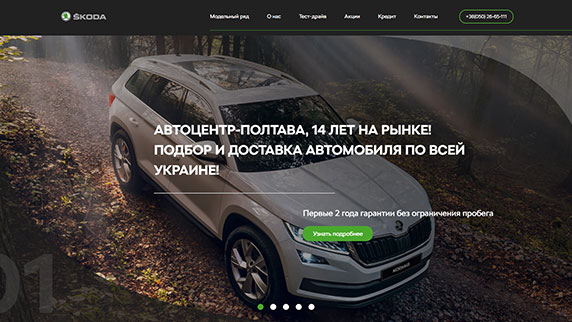 ŠKODA
Модельный ряд
О нас
Тест-драйв
Акции
Кредит
Контакты
+38(050) 26-65-111
АВТОЦЕНТР-ПОЛТАВА, 14 ЛЕТ НА РЫНКЕ!
ПОДБОР И ДОСТАВКА АВТОМОБИЛЯ ПО ВСЕЙ
УКРАИНЕ!
Первые 2 года гарантии без ограничения пробега
Узнать подробнее
01